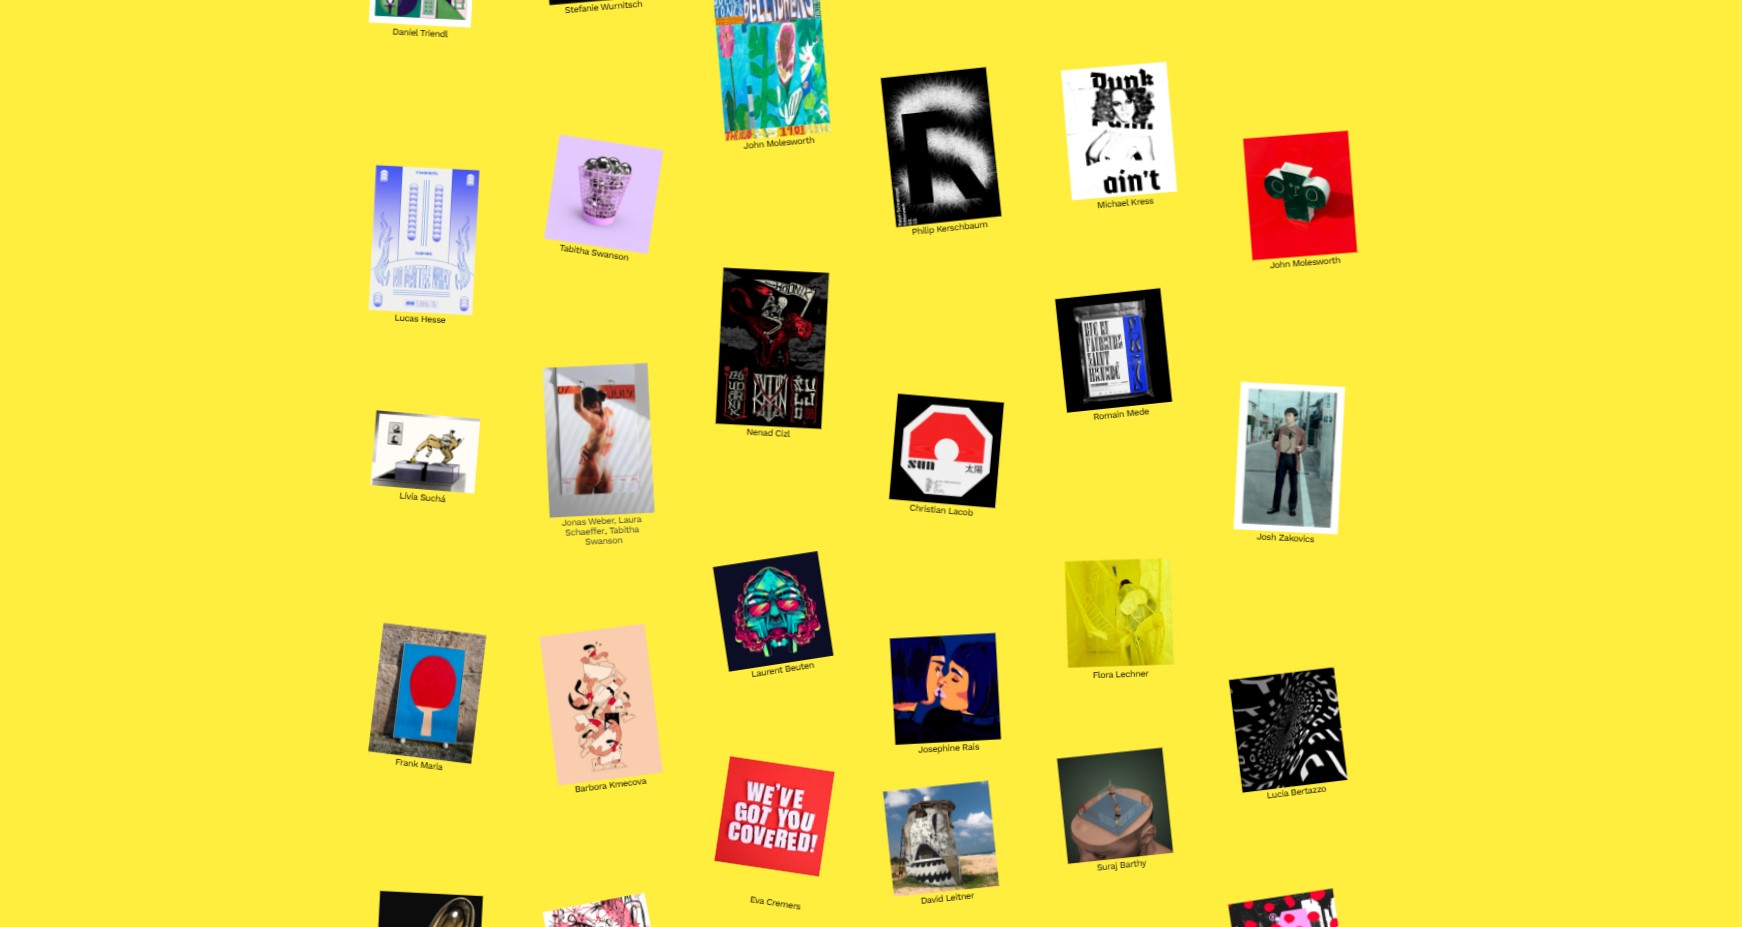 Daniel Triendl
Stefanie Wurnitsch
John Molesworth
Punk
ain't
Philip Kerschbaum
Michael Kress
John Molesworth
Tabitha Swanson
Lucas Hesse
Nenad Cizl
Romain Mede
sun
太陽
Christian Lacob
Lívia Suchá
Jonas Weber, Laura
Schaeffer, Tabitha
Swanson
Josh Zakovics
Laurent Beuten
Flora Lechner
Josephine Rais
Frank Maria
Barbora Kmecova
Lucia Bertazzo
WE'VE
GOT YOU
COVERED!
Suraj Barthy
Eva Cremers
David Leitner